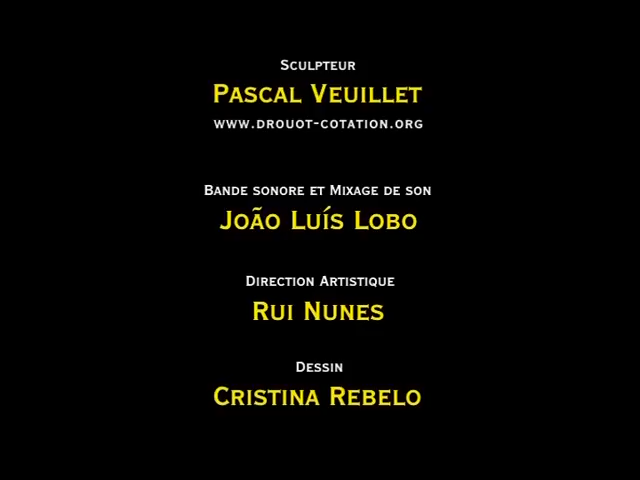 Sculpteur
Pascal Veuillet
www.drouot-cotation.org
Bande sonore et Mixage de son
João Luís Lobo
Direction Artistique
Rui Nunes
Dessin
Cristina Rebelo